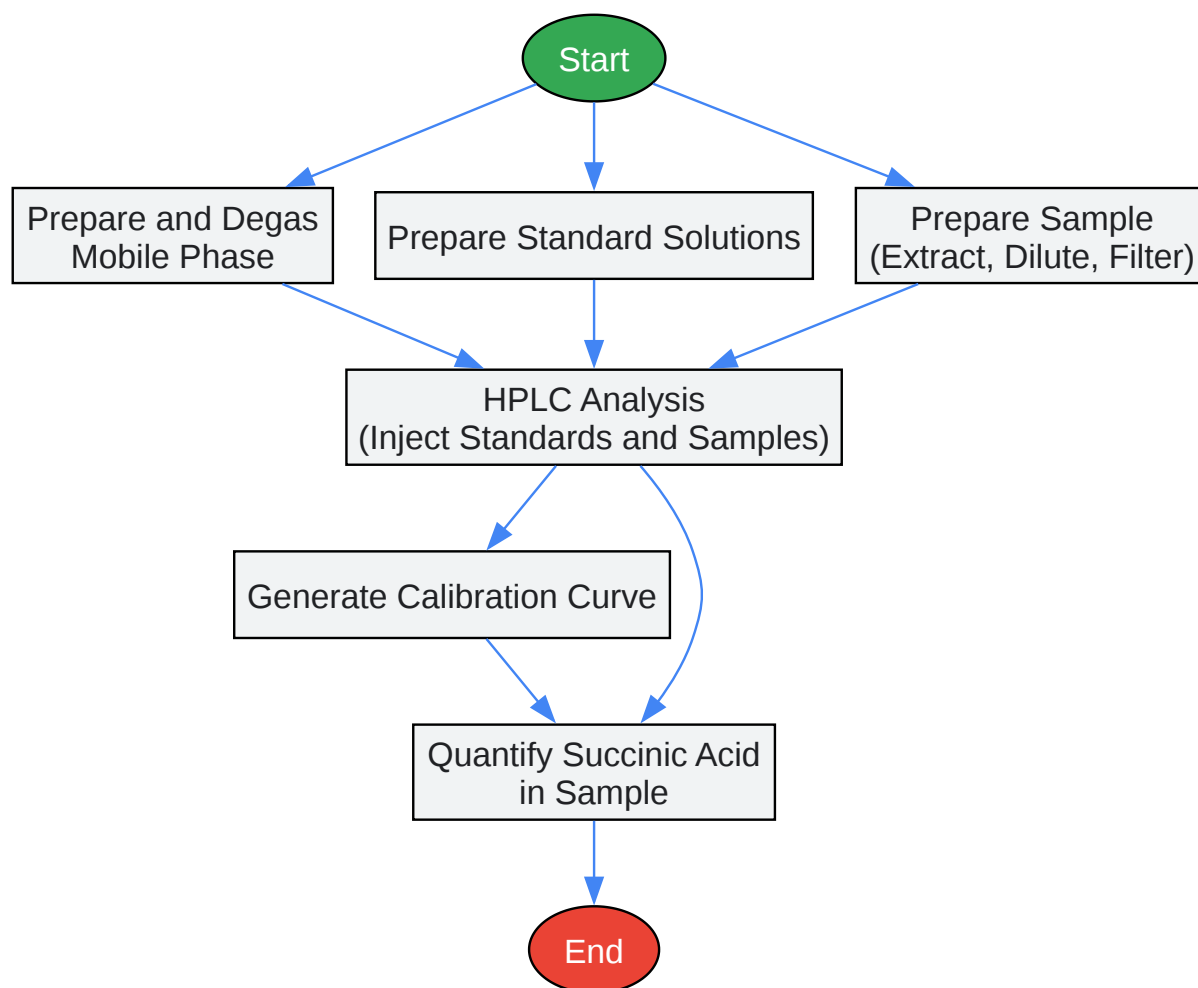 Start
Prepare and Degas
Mobile Phase
Prepare Standard Solutions
Prepare Sample
(Extract, Dilute, Filter)
HPLC Analysis
(Inject Standards and Samples)
Generate Calibration Curve
Quantify Succinic Acid
in Sample
End